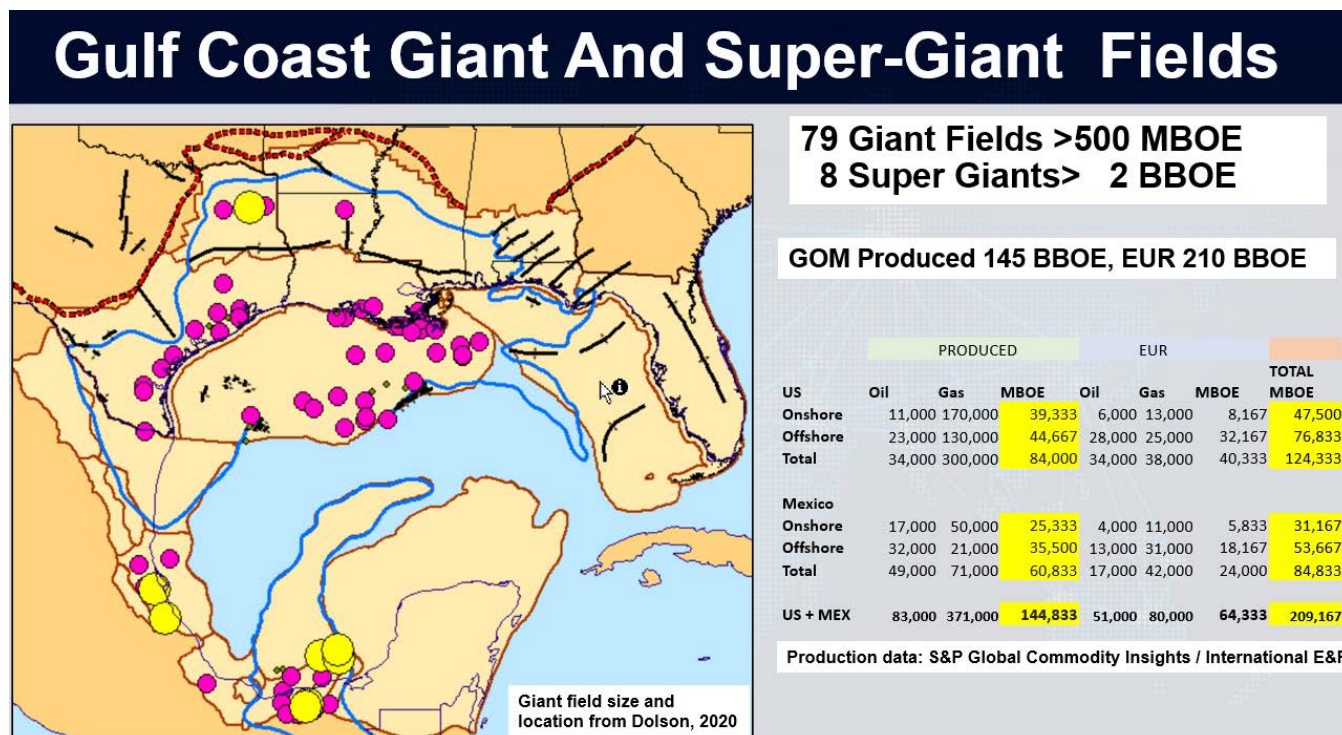 Gulf Coast Giant And Super-Giant Fields
79 Giant Fields >500 MBOE
8 Super Giants> 2 BBOE
GOM Produced 145 BBOE, EUR 210 BBOE
PRODUCED EUR
TOTAL
US Oil Gas MBOE Oil Gas MBOE MBOE
Onshore 11,000 170,000 39,333 6,000 13,000 8,167 47,500
Offshore 23,000 130,000 44,667 28,000 25,000 32,167 76,833
Total 34,000 300,000 84,000 34,000 38,000 40,333 124,333
Mexico
Onshore 17,000 50,000 25,333 4,000 11,000 5,833 31,167
Offshore 32,000 21,000 35,500 13,000 31,000 18,167 53,667
Total 49,000 71,000 60,833 17,000 42,000 24,000 84,833
US + MEX 83,000 371,000 144,833 51,000 80,000 64,333 209,167
Production data: S&P Global Commodity Insights / International E&P
Giant field size and
location from Dolson, 2020